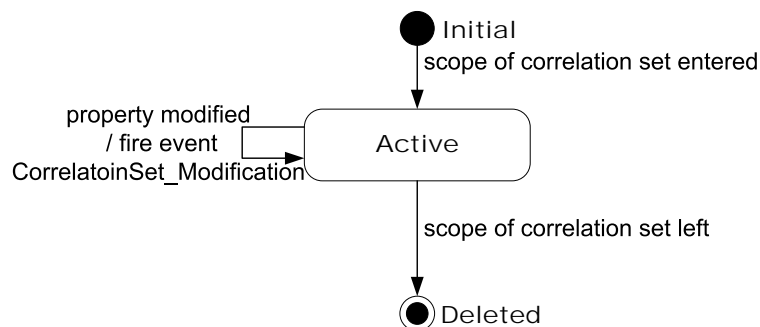 Initial
scope of correlation set entered
property modified
/ fire event
CorrelatoinSet_Modification
Active
scope of correlation set left
Deleted